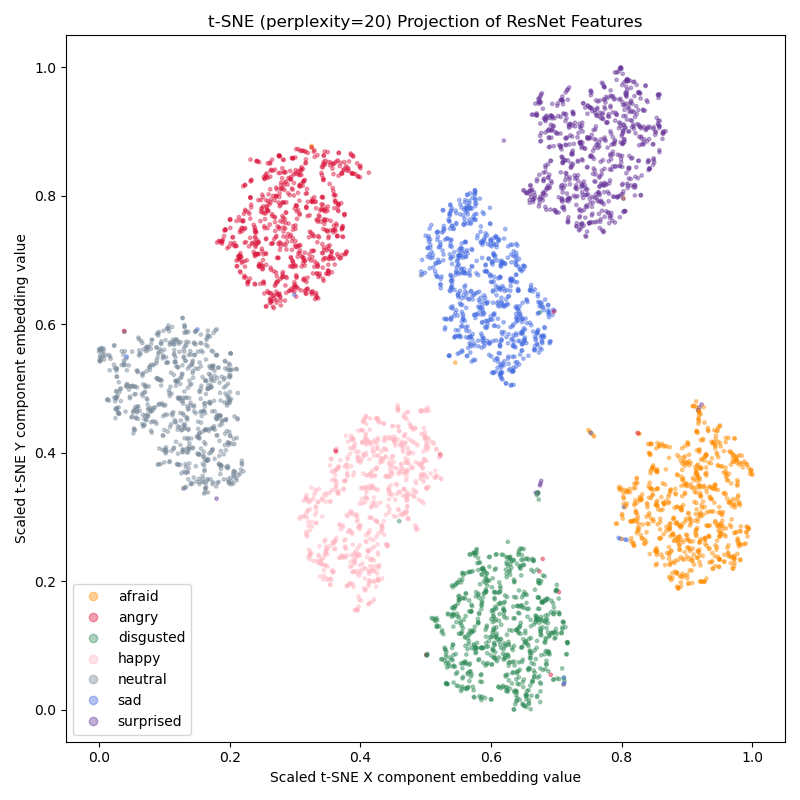 t-SNE (perplexity=20) Projection of ResNet Features
Scaled t-SNE Y component embedding value
1.0
0.8
0.6
0.4
0.2
0.0
afraid
angry
disgusted
happy
neutral
sad
surprised
0.0 0.2 0.4 0.6 0.8 1.0
Scaled t-SNE X component embedding value